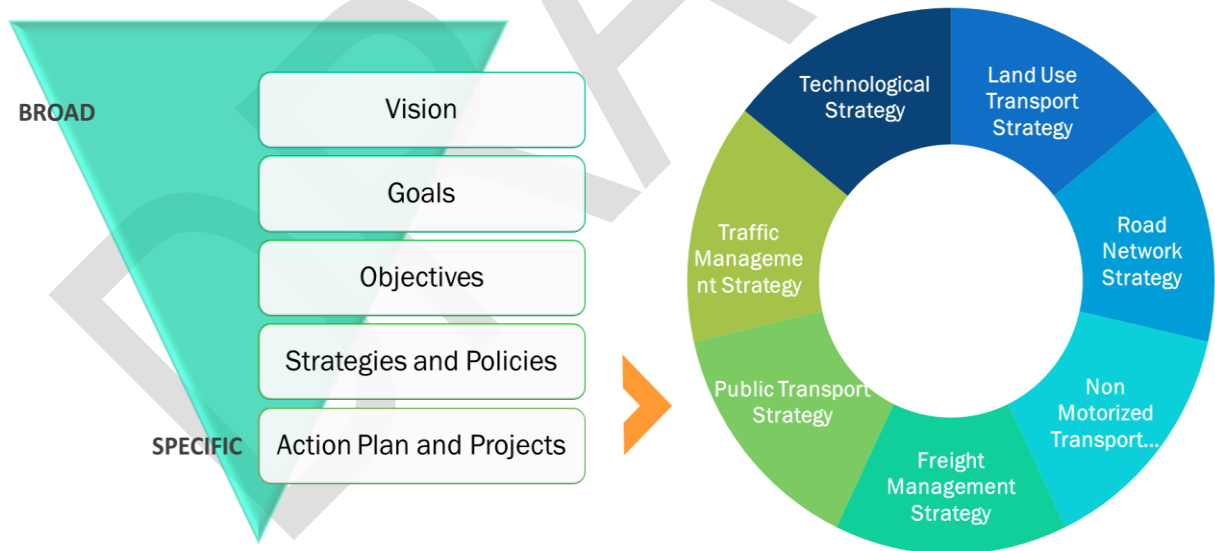 BROAD
Vision
Goals
Objectives
Strategies and Policies
SPECIFIC
Action Plan and Projects
Technological
Strategy
Land Use
Transport
Strategy
Road
Network
Strategy
Non
Motorized
Transport...
Freight
Management
Strategy
Public Transport
Strategy
Traffic
Manageme
nt Strategy